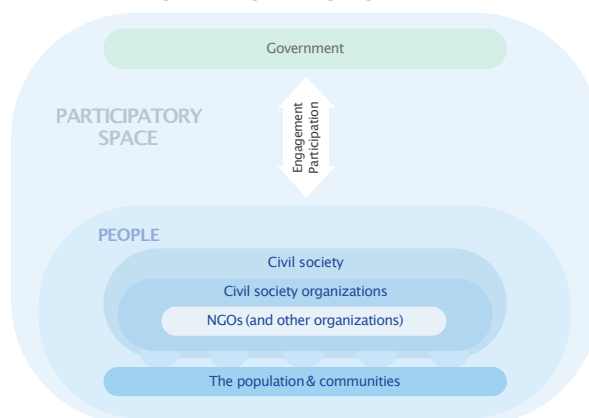 Government
PARTICIPATORY
SPACE
Engagement
Participation
PEOPLE
Civil society
Civil society organizations
NGOs (and other organizations)
The population & communities